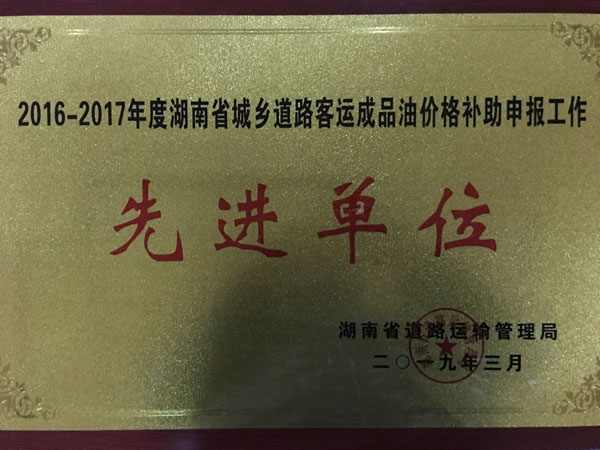 2016-2017年度湖南省城乡道路客运成品油价格补助申报工作
先进单位
湖南省道路运输管理局
二〇一九年三月